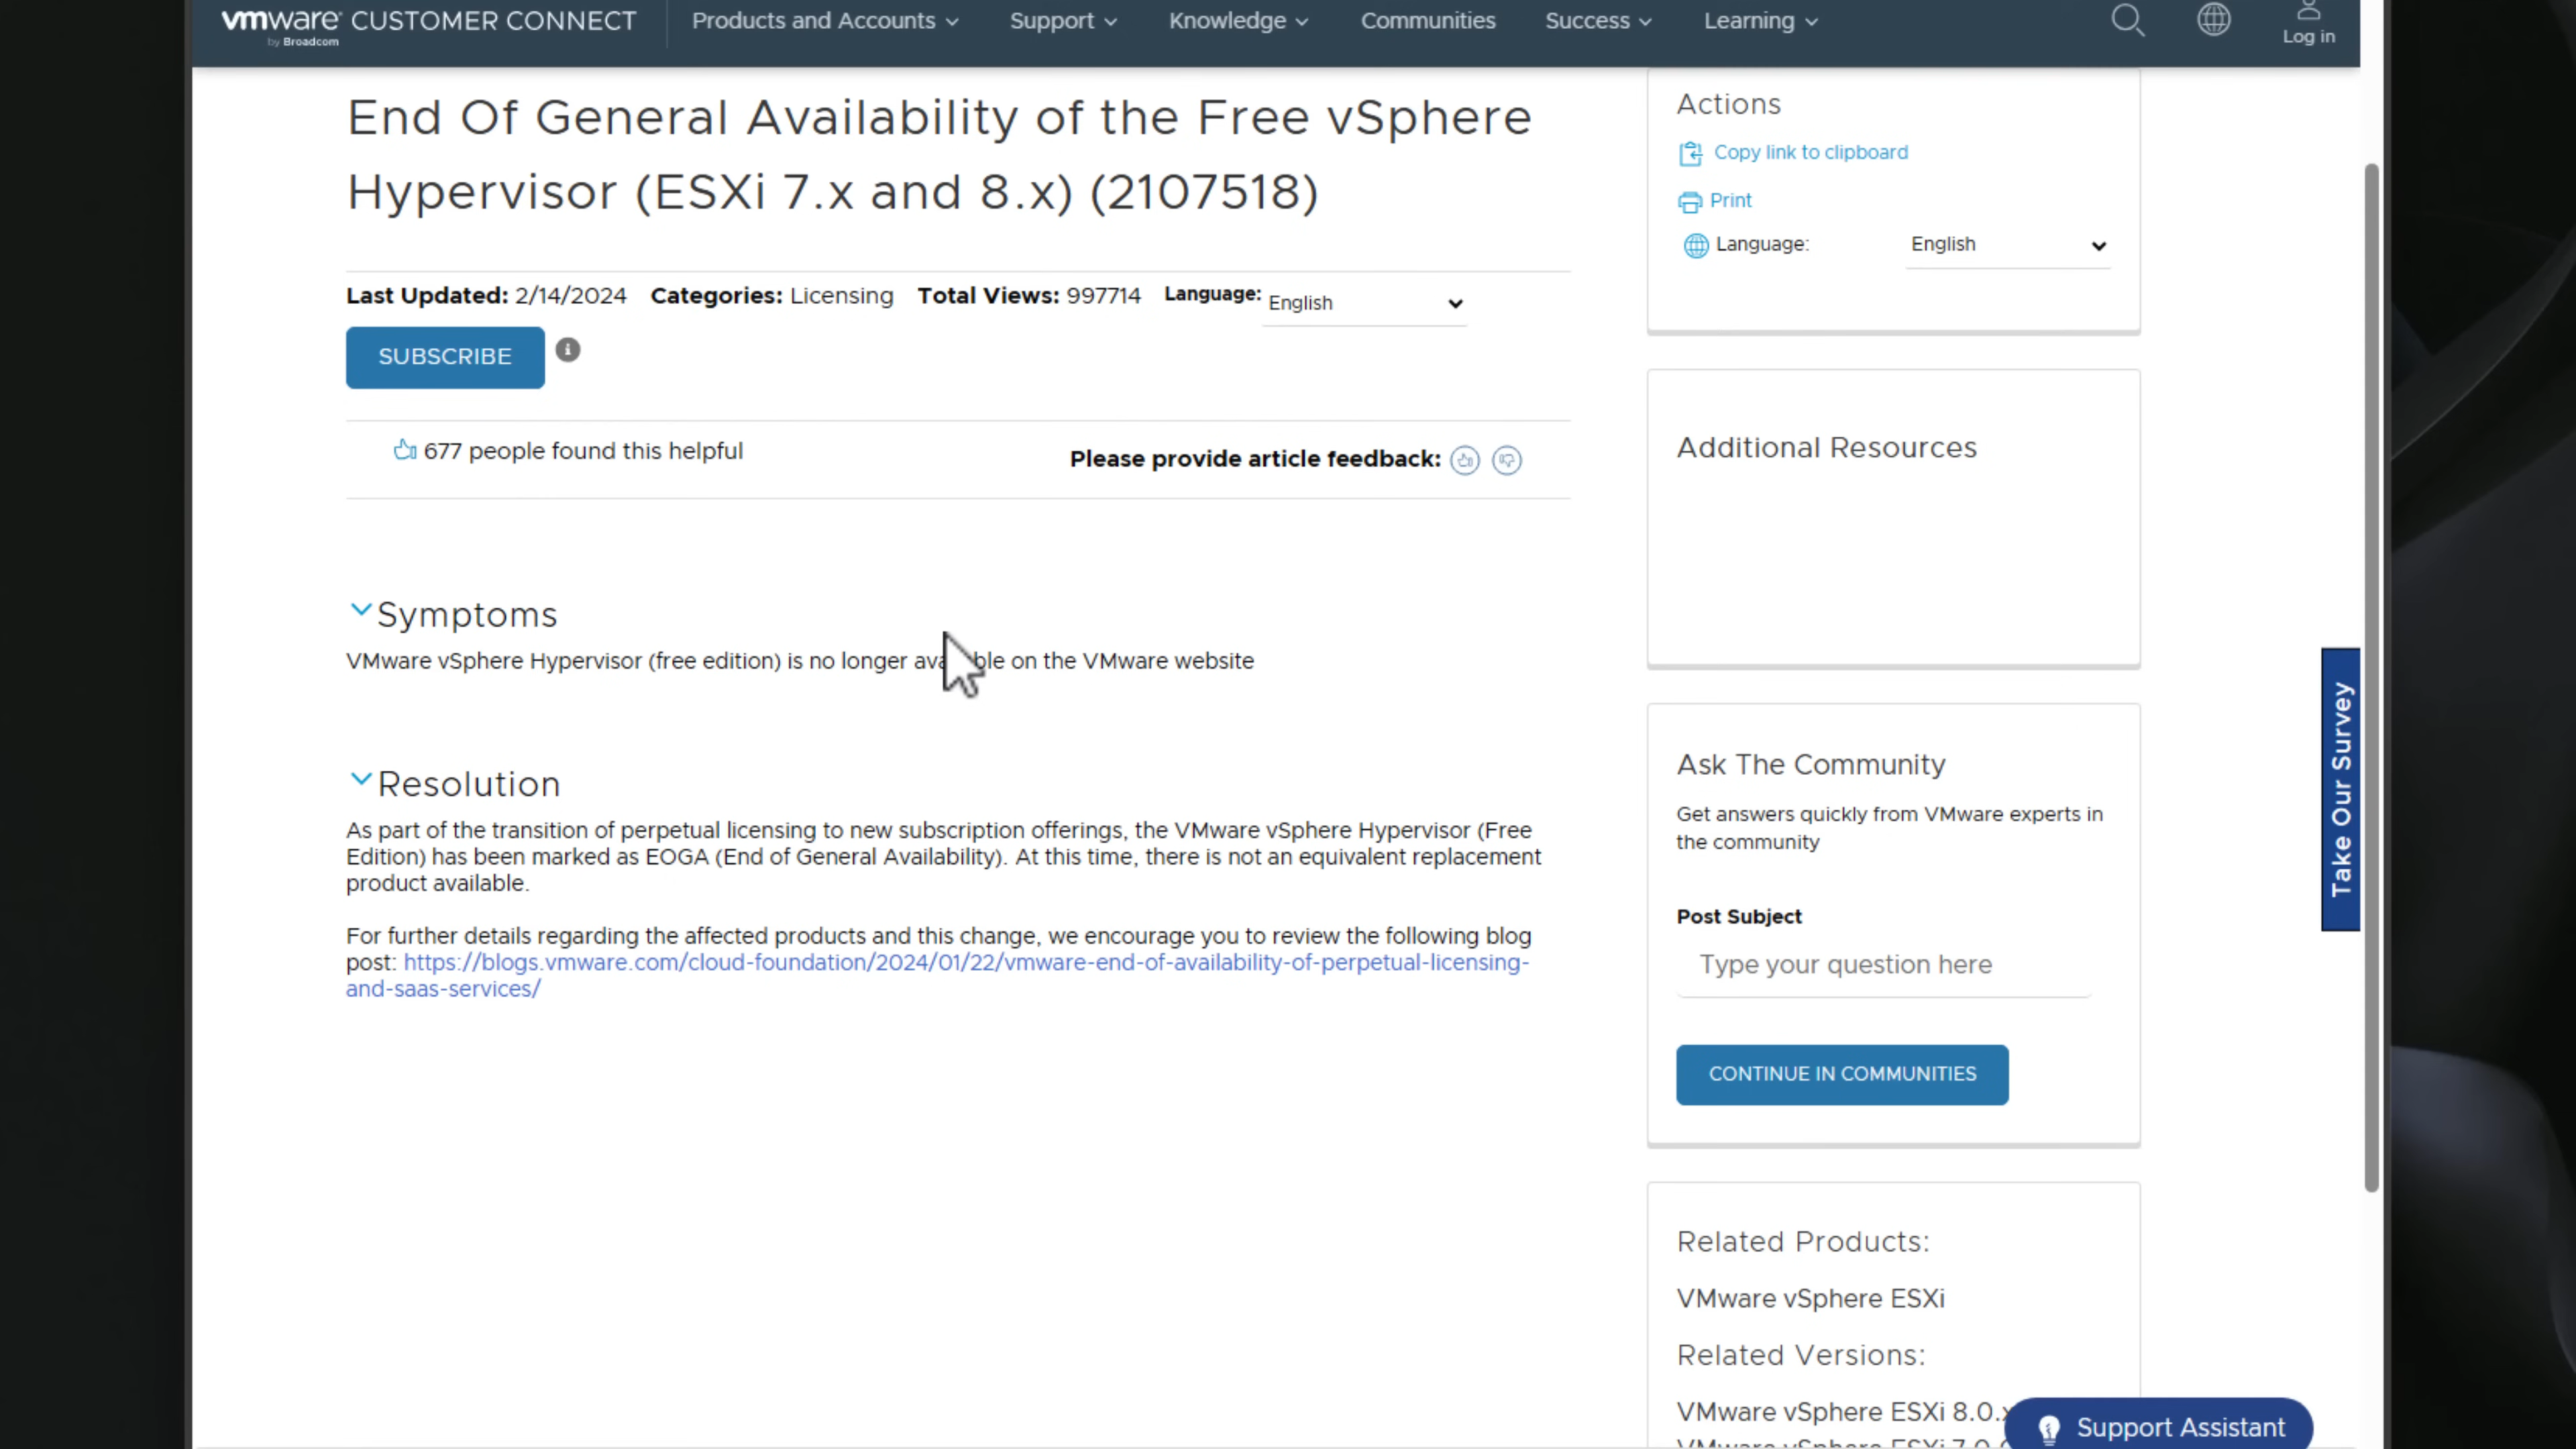 vmware CUSTOMER CONNECT
by Broadcom
Products and Accounts
Support
Knowledge
Communities
Success
Learning
Log in
End Of General Availability of the Free vSphere
Hypervisor (ESXi 7.x and 8.x) (2107518)
Last Updated: 2/14/2024 Categories: Licensing Total Views: 997714 Language: English
SUBSCRIBE
677 people found this helpful
Please provide article feedback:
Symptoms
VMware vSphere Hypervisor (free edition) is no longer available on the VMware website
Resolution
As part of the transition of perpetual licensing to new subscription offerings, the VMware vSphere Hypervisor (Free
Edition) has been marked as EOGA (End of General Availability). At this time, there is not an equivalent replacement
product available.
For further details regarding the affected products and this change, we encourage you to review the following blog
post: https://blogs.vmware.com/cloud-foundation/2024/01/22/vmware-end-of-availability-of-perpetual-licensing-
and-saas-services/
Actions
Copy link to clipboard
Print
Language: English
Additional Resources
Ask The Community
Get answers quickly from VMware experts in
the community
Post Subject
Type your question here
CONTINUE IN COMMUNITIES
Related Products:
VMware vSphere ESXi
Related Versions:
VMware vSphere ESXi 8.0.x
Take Our Survey
Support Assistant